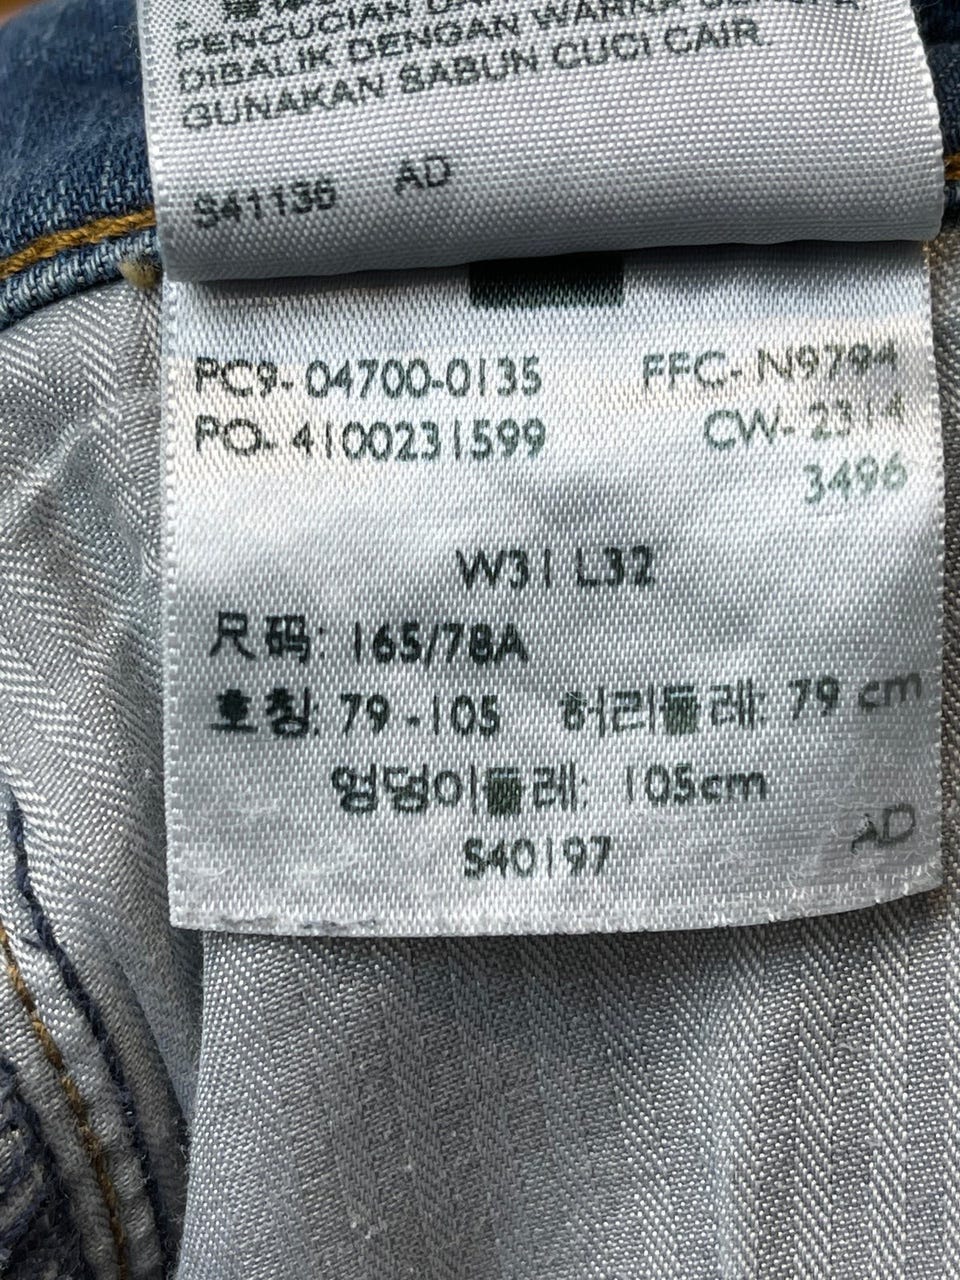 PENCUCIAN
DIBALIK DENGAN WARNA
GUNAKAN SABUN CUCI CAIR.
S41136 AD
PC9- 04700-0135 FFC- N9794
PO- 4100231599 CW- 2314
3496
W31 L32
尺码: 165/78A
호칭: 79 -105 허리둘레: 79 cm
엉덩이둘레: 105cm
AD
S40197